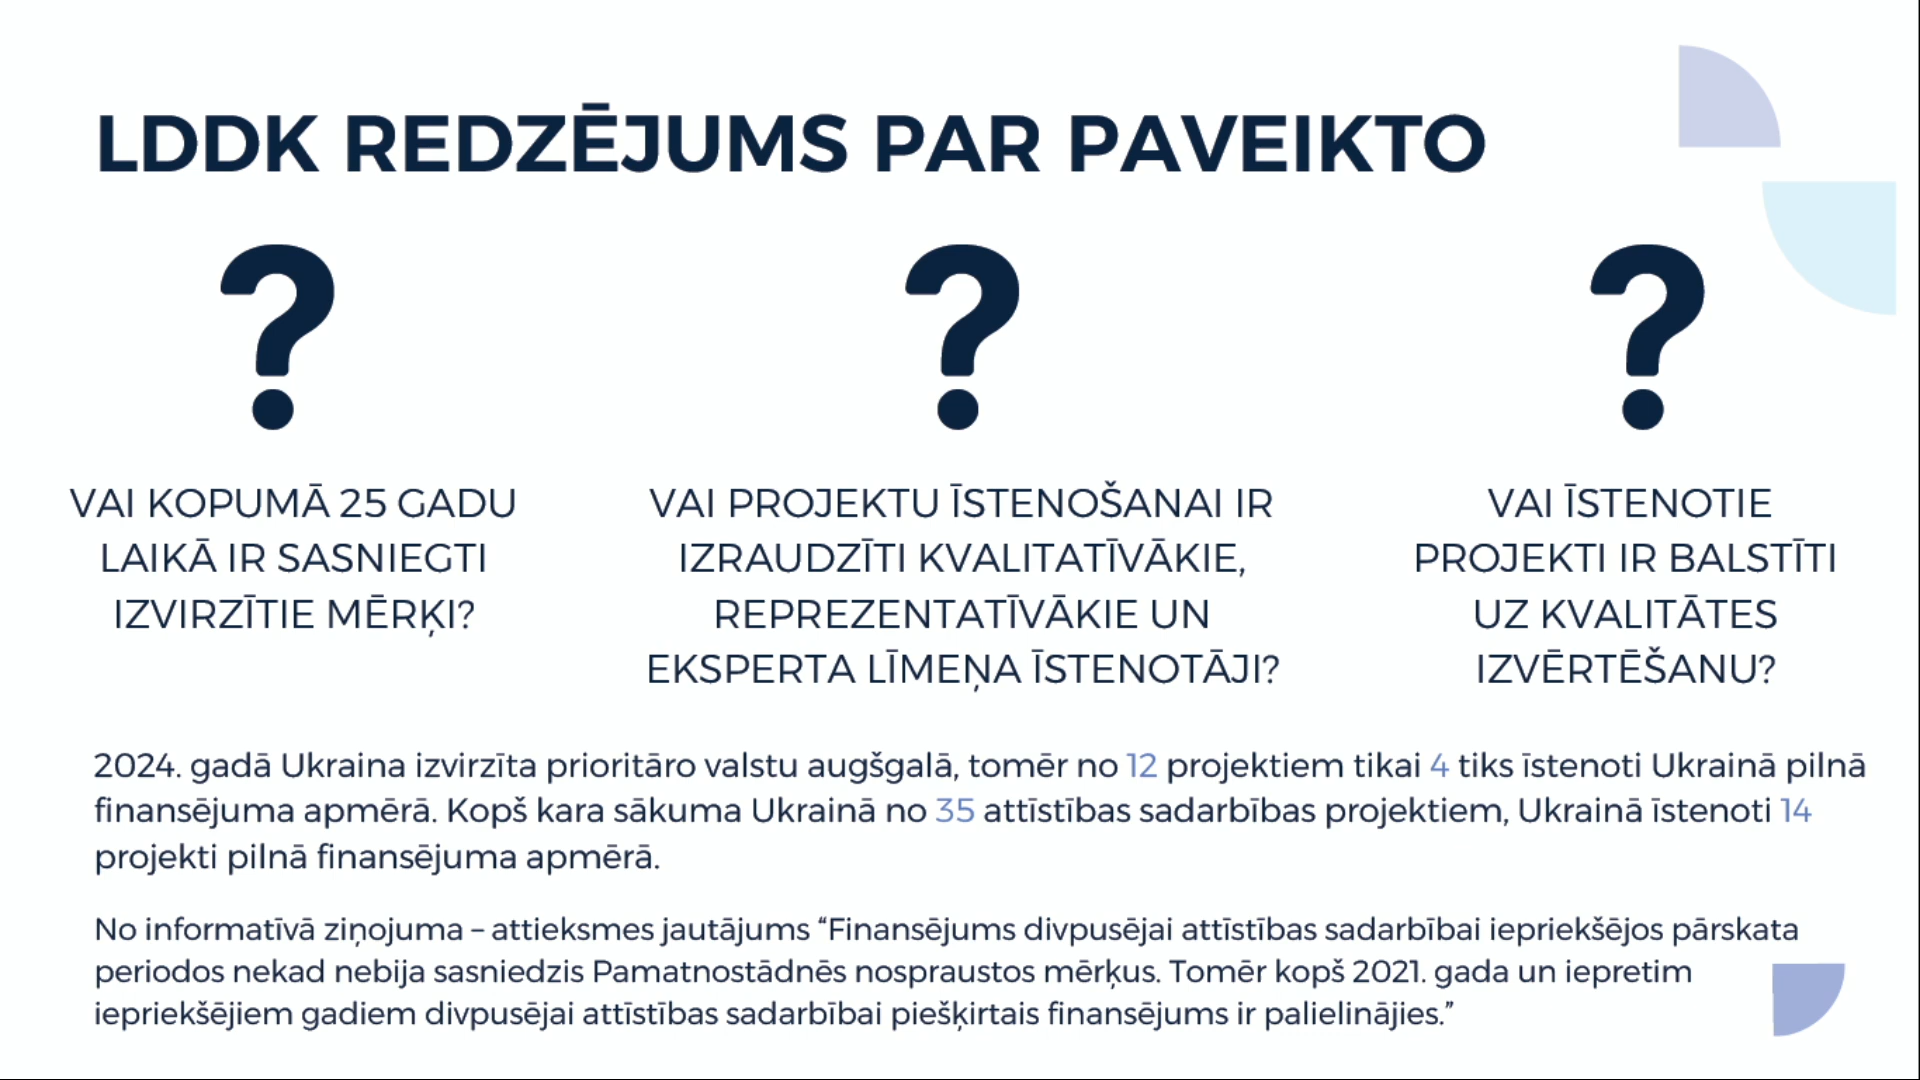 LDDK REDZĒJUMS PAR PAVEIKTO
? ? ?
VAI KOPUMĀ 25 GADU
LAIKĀ IR SASNIEGTI
IZVIRZĪTIE MĒRĶI?
VAI PROJEKTU ĪSTENOŠANAI IR
IZRAUDZĪTI KVALITATĪVĀKIE,
REPREZENTATĪVĀKIE UN
EKSPERTA LĪMEŅA ĪSTENOTĀJI?
VAI ĪSTENOTIE
PROJEKTI IR BALSTĪTI
UZ KVALITĀTES
IZVĒRTĒŠANU?
2024. gadā Ukraina izvirzīta prioritāro valstu augšgalā, tomēr no 12 projektiem tikai 4 tiks īstenoti Ukrainā pilnā
finansējuma apmērā. Kopš kara sākuma Ukrainā no 35 attīstības sadarbības projektiem, Ukrainā īstenoti 14
projekti pilnā finansējuma apmērā.
No informatīvā ziņojuma – attieksmes jautājums “Finansējums divpusējai attīstības sadarbībai iepriekšējos pārskata
periodos nekad nebija sasniedzis Pamatnostādnēs nospraustos mērķus. Tomēr kopš 2021. gada un iepretim
iepriekšējiem gadiem divpusējai attīstības sadarbībai piešķirtais finansējums ir palielinājies.”